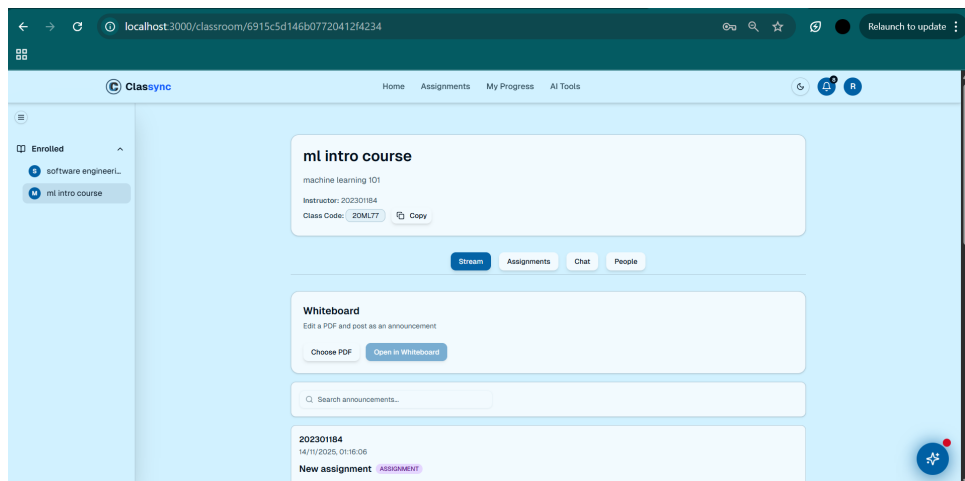 localhost:3000/classroom/6915c5d146b07720412f4234
Relaunch to update
Classync
Home Assignments My Progress AI Tools
R
Enrolled
S software engineeri...
M ml intro course
ml intro course
machine learning 101
Instructor: 202301184
Class Code: 20ML77 Copy
Stream Assignments Chat People
Whiteboard
Edit a PDF and post as an announcement
Choose PDF Open in Whiteboard
Search announcements...
202301184
14/11/2025, 01:16:06
New assignment ASSIGNMENT